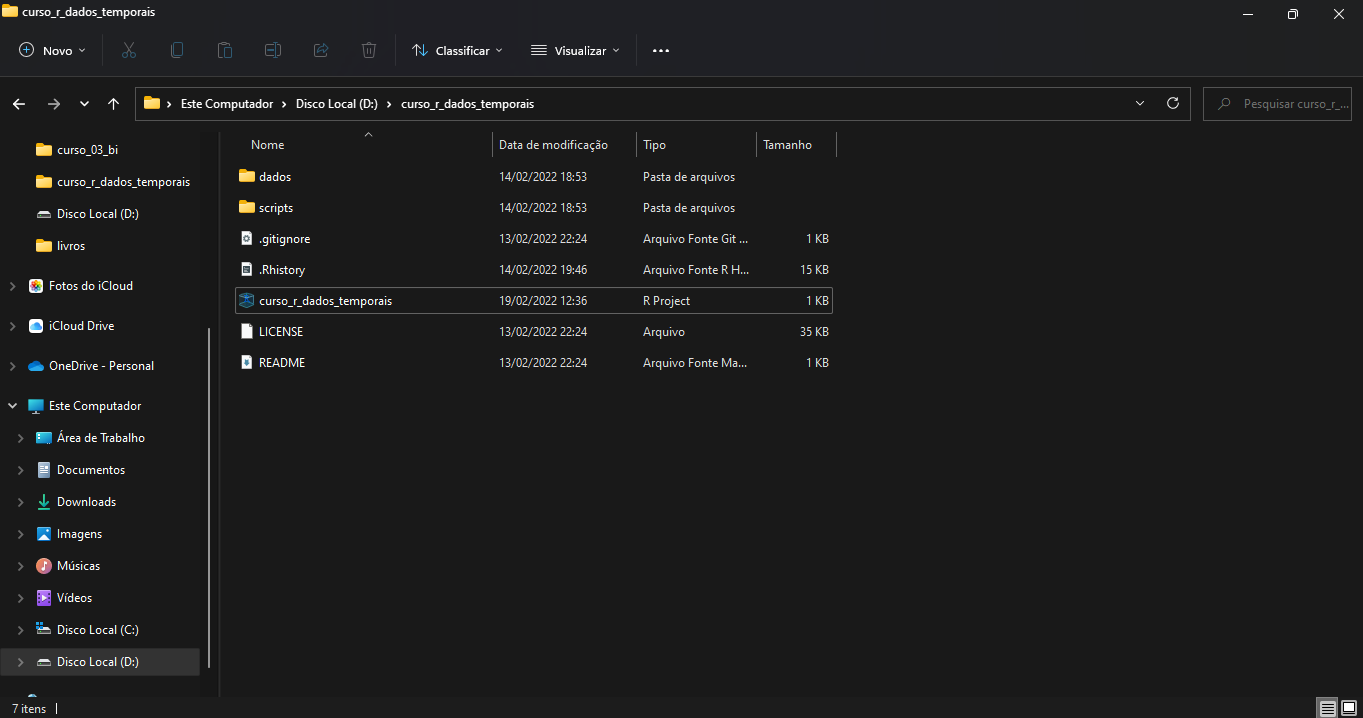 curso_r_dados_temporais
Novo Classificar Visualizar
Este Computador Disco Local (D:) curso_r_dados_temporais Pesquisar curso_r_...
curso_03_bi
curso_r_dados_temporais
Disco Local (D:)
livros
Fotos do iCloud
iCloud Drive
OneDrive - Personal
Este Computador
Área de Trabalho
Documentos
Downloads
Imagens
Músicas
Vídeos
Disco Local (C:)
Disco Local (D:)
Nome Data de modificação Tipo Tamanho
dados 14/02/2022 18:53 Pasta de arquivos
scripts 14/02/2022 18:53 Pasta de arquivos
.gitignore 13/02/2022 22:24 Arquivo Fonte Git ... 1 KB
.Rhistory 14/02/2022 19:46 Arquivo Fonte R H... 15 KB
curso_r_dados_temporais 19/02/2022 12:36 R Project 1 KB
LICENSE 13/02/2022 22:24 Arquivo 35 KB
README 13/02/2022 22:24 Arquivo Fonte Ma... 1 KB
7 itens